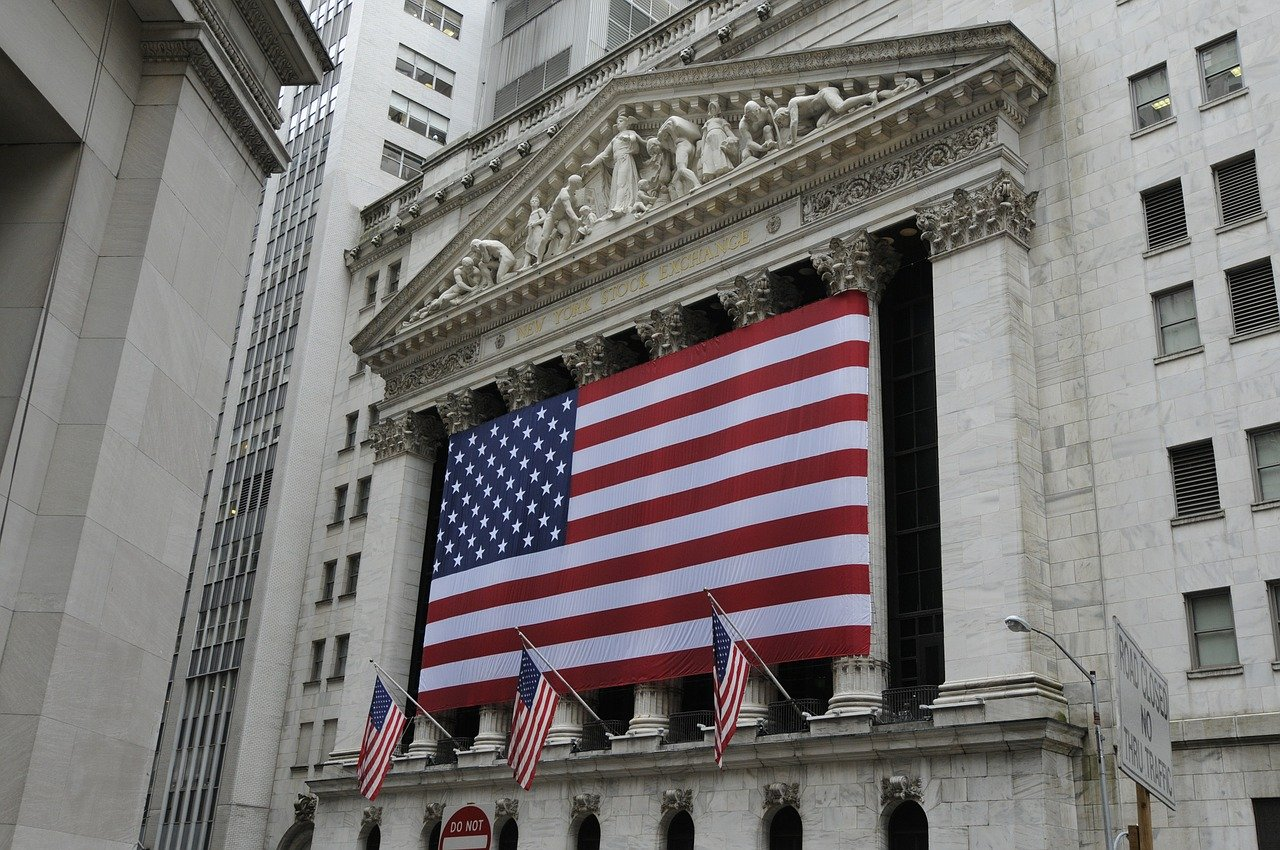 NEW YORK STOCK EXCHANGE
ROAD CLOSED
NO
THRU TRAFFIC
DO NOT